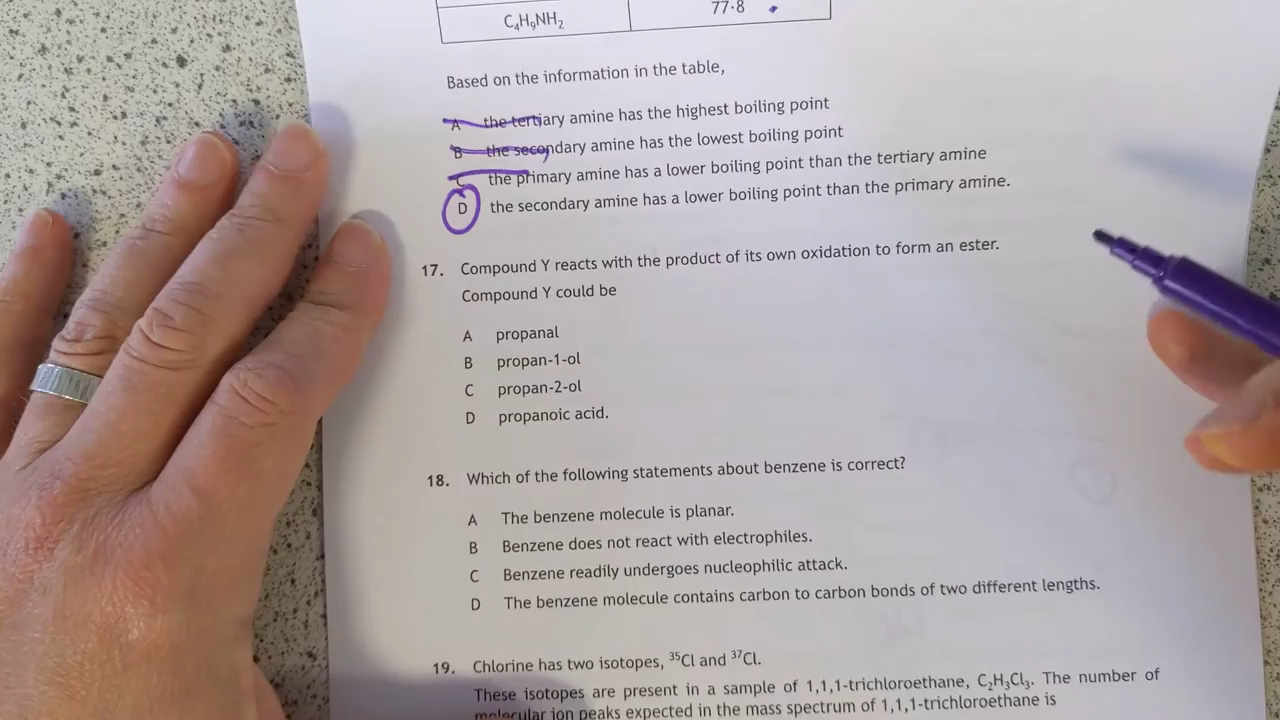 C₄H₉NH₂ 77·8
Based on the information in the table,
A the tertiary amine has the highest boiling point
B the secondary amine has the lowest boiling point
C the primary amine has a lower boiling point than the tertiary amine
D the secondary amine has a lower boiling point than the primary amine.
17. Compound Y reacts with the product of its own oxidation to form an ester.
Compound Y could be
A propanal
B propan-1-ol
C propan-2-ol
D propanoic acid.
18. Which of the following statements about benzene is correct?
A The benzene molecule is planar.
B Benzene does not react with electrophiles.
C Benzene readily undergoes nucleophilic attack.
D The benzene molecule contains carbon to carbon bonds of two different lengths.
19. Chlorine has two isotopes, ³⁵Cl and ³⁷Cl.
These isotopes are present in a sample of 1,1,1-trichloroethane, C₂H₃Cl₃. The number of
molecular ion peaks expected in the mass spectrum of 1,1,1-trichloroethane is